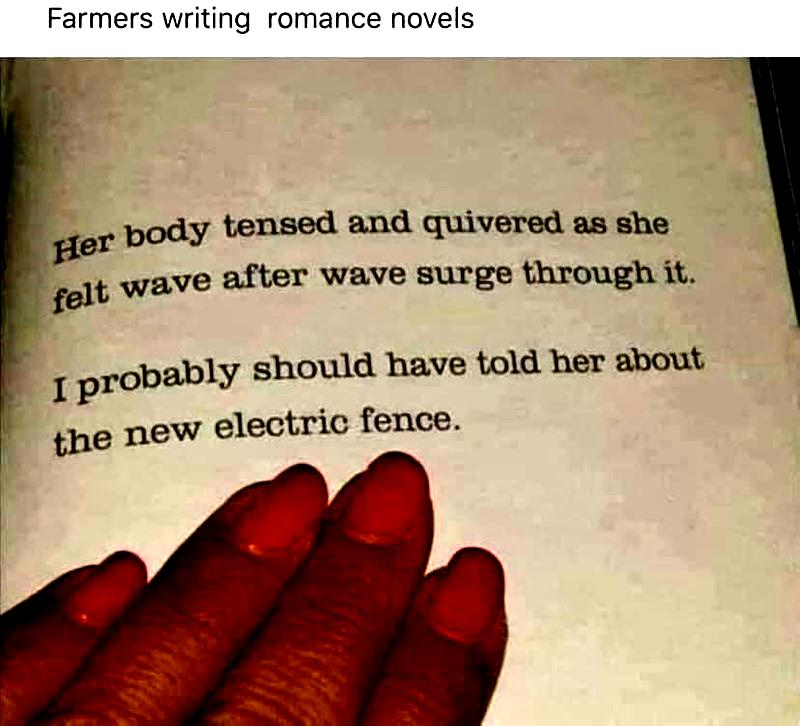 Farmers writing romance novels
Her body tensed and quivered as she
felt wave after wave surge through it.
I probably should have told her about
the new electric fence.